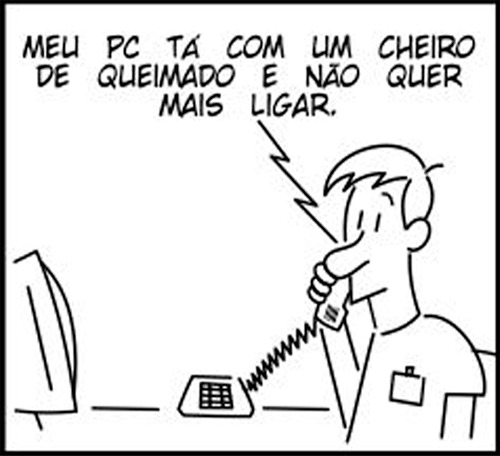 MEU PC TÁ COM UM CHEIRO
DE QUEIMADO E NÃO QUER
MAIS LIGAR.